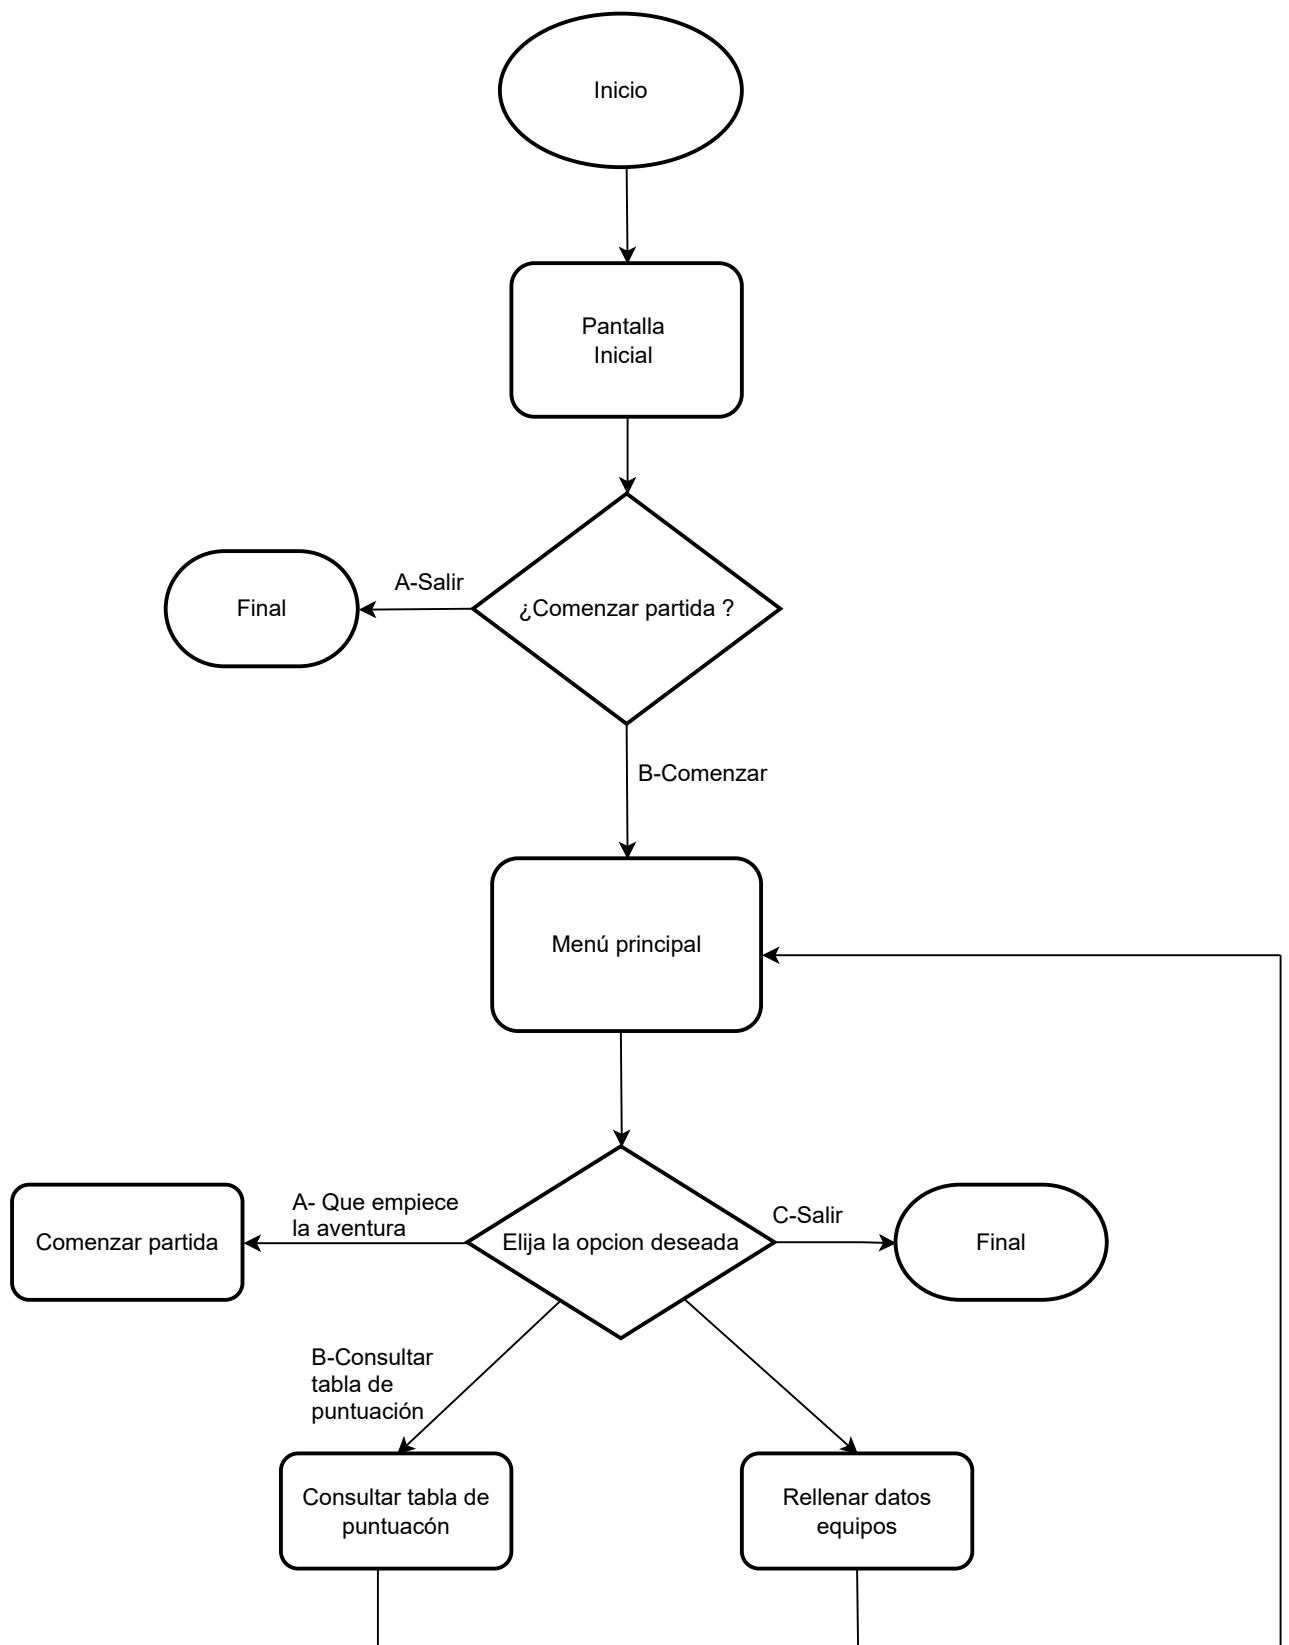 Inicio
Pantalla
Inicial
A-Salir
Final
¿Comenzar partida ?
B-Comenzar
Menú principal
A- Que empiece
la aventura
C-Salir
Comenzar partida
Elija la opcion deseada
Final
B-Consultar
tabla de
puntuación
Consultar tabla de
puntuacón
Rellenar datos
equipos